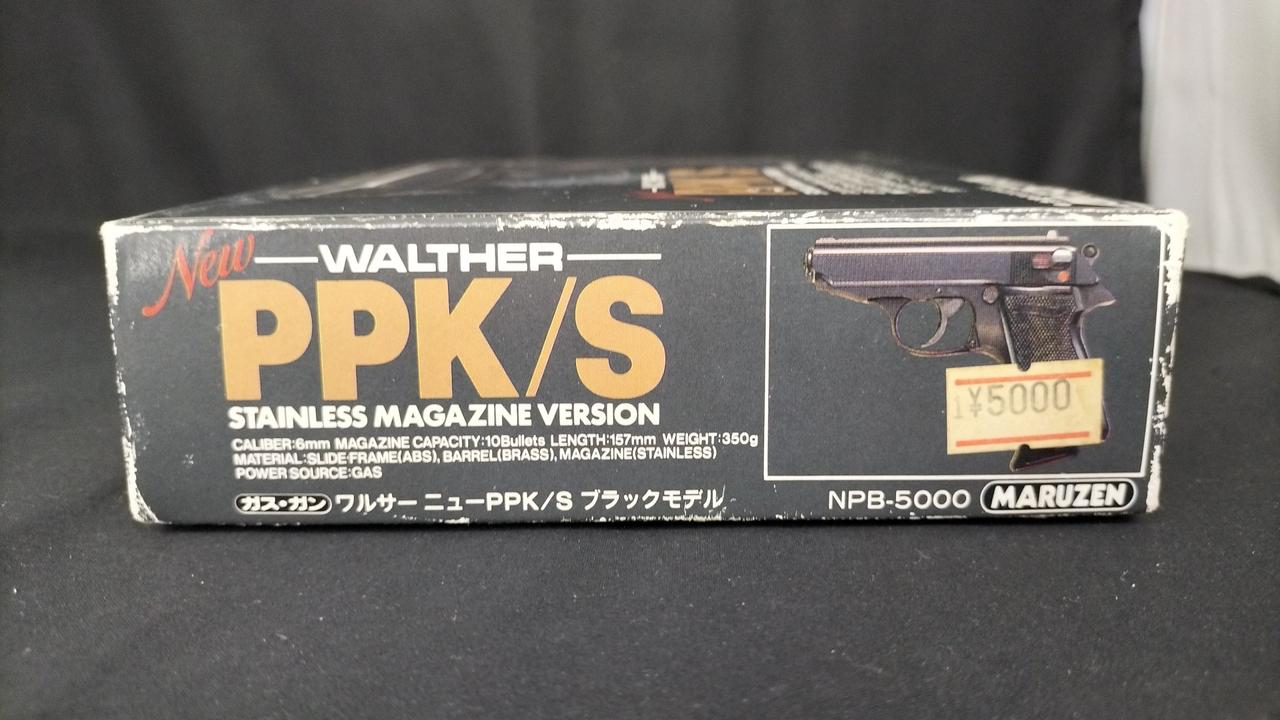 New
WALTHER
PPK/S
STAINLESS MAGAZINE VERSION
CALIBER:6mm MAGAZINE CAPACITY:10Bullets LENGTH:157mm WEIGHT:350g
MATERIAL:SLIDE·FRAME(ABS), BARREL(BRASS), MAGAZINE(STAINLESS)
POWER SOURCE:GAS
ガス・ガン ワルサー ニューPPK/S ブラックモデル
¥5000
NPB-5000 MARUZEN